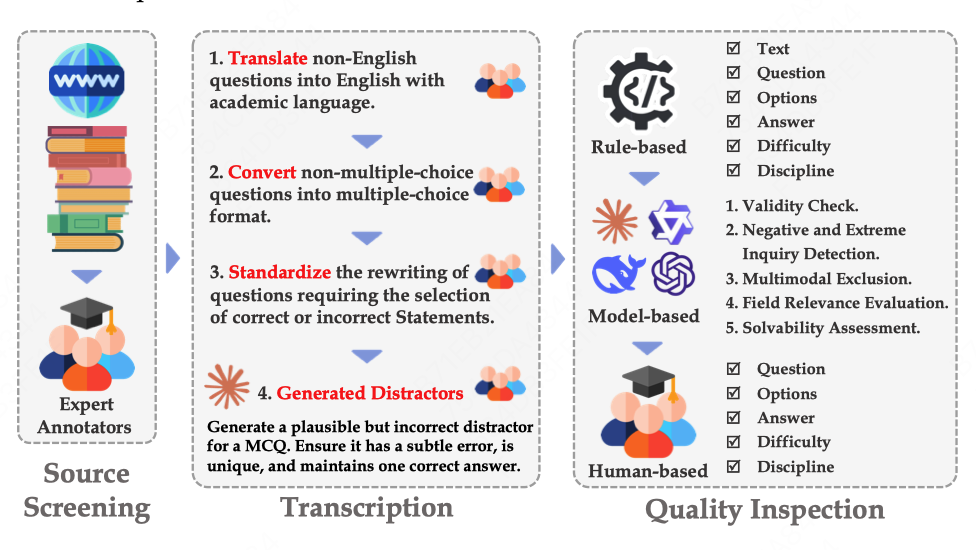 www
Expert
Annotators
Source
Screening
1. Translate non-English
questions into English with
academic language.
2. Convert non-multiple-choice
questions into multiple-choice
format.
3. Standardize the rewriting of
questions requiring the selection
of correct or incorrect Statements.
4. Generated Distractors
Generate a plausible but incorrect distractor
for a MCQ. Ensure it has a subtle error, is
unique, and maintains one correct answer.
Transcription
Rule-based
Text
Question
Options
Answer
Difficulty
Discipline
Model-based
1. Validity Check.
2. Negative and Extreme
Inquiry Detection.
3. Multimodal Exclusion.
4. Field Relevance Evaluation.
5. Solvability Assessment.
Human-based
Question
Options
Answer
Difficulty
Discipline
Quality Inspection